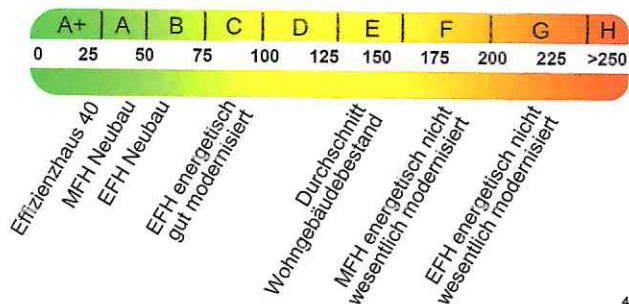 A+ A B C D E F G H
0 25 50 75 100 125 150 175 200 225 >250
Effizienzhaus 40
MFH Neubau
EFH Neubau
EFH energetisch
gut modernisiert
Durchschnitt
Wohngebäudebestand
MFH energetisch nicht
wesentlich modernisiert
EFH energetisch nicht
wesentlich modernisiert